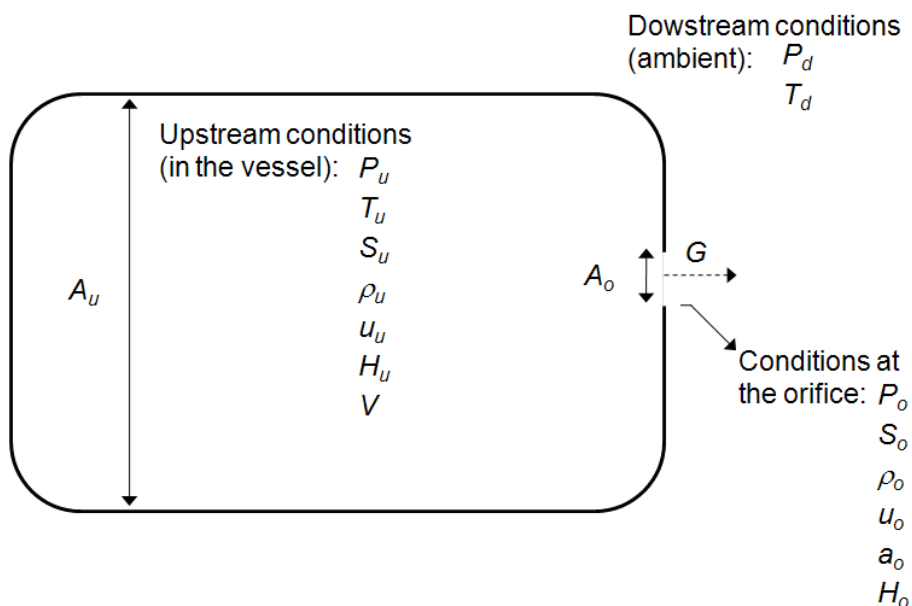 Dowstream conditions
(ambient): P_d
T_d
Upstream conditions
(in the vessel): P_u
T_u
S_u
ρ_u
u_u
H_u
V
A_u
A_o
G
Conditions at
the orifice: P_o
S_o
ρ_o
u_o
a_o
H_o